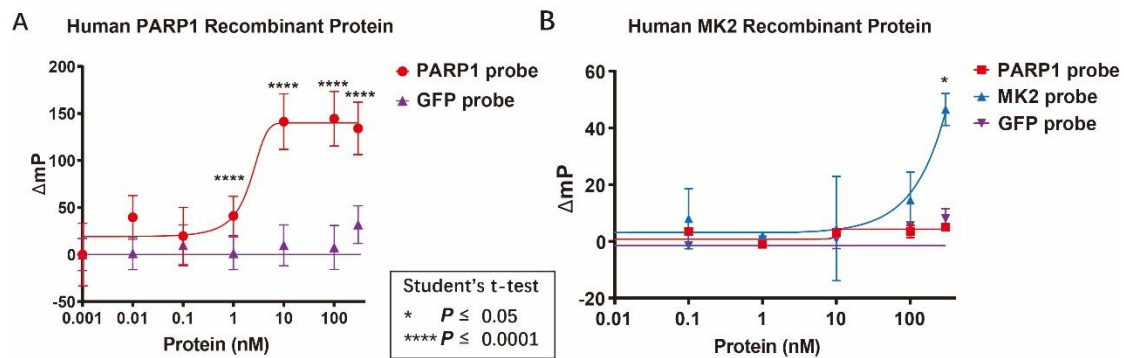 A
Human PARP1 Recombinant Protein
PARP1 probe
GFP probe
200
150
100
50
0
-50
ΔmP
****
****
****
****
0.001
0.01
0.1
1
10
100
Protein (nM)
Student's t-test
* P ≤ 0.05
**** P ≤ 0.0001
B
Human MK2 Recombinant Protein
PARP1 probe
MK2 probe
GFP probe
60
40
20
0
-20
ΔmP
*
0.01
0.1
1
10
100
Protein (nM)